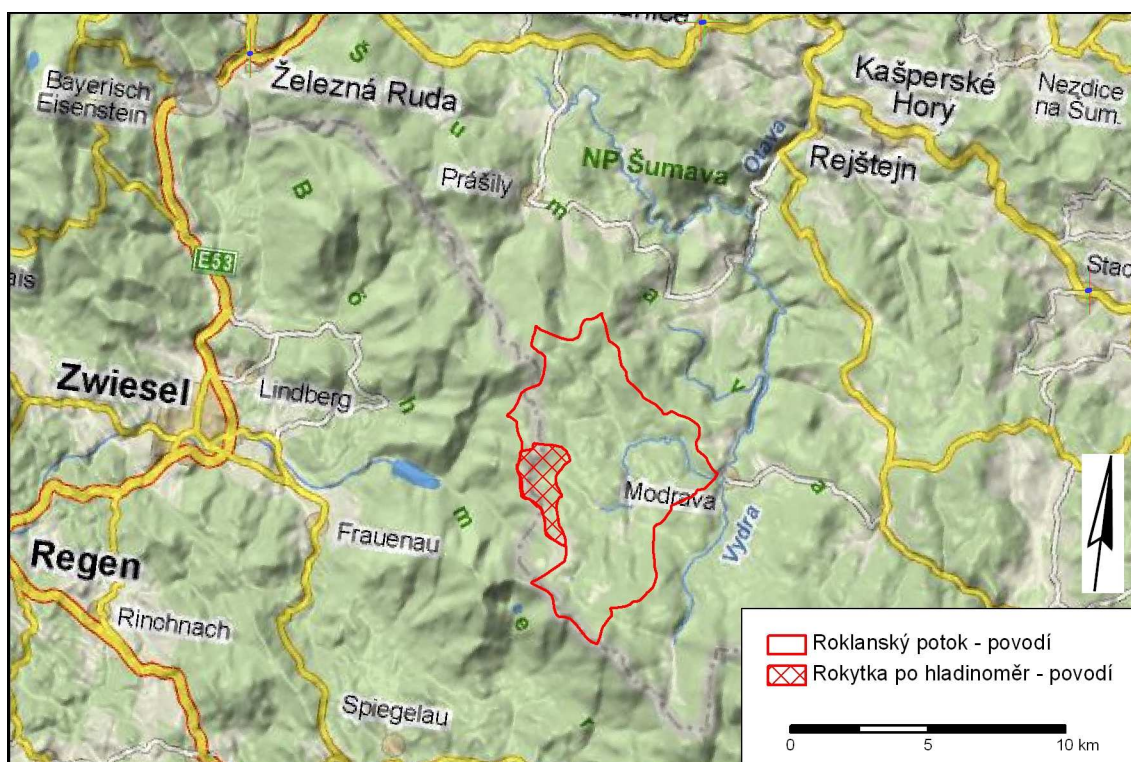 Železná Ruda
Bayerisch
Eisenstein
Kašperské
Hory
Nezdice
na Šum.
Otava
Rejštejn
NP Šumava
Prášily
E53
Š u m a v a
B ö h m e r
Zwiesel
Lindberg
Modrava
Vydra
Frauenau
Regen
Rinchnach
Spiegelau
Roklanský potok - povodí
Rokytka po hladinoměr - povodí
0 5 10 km